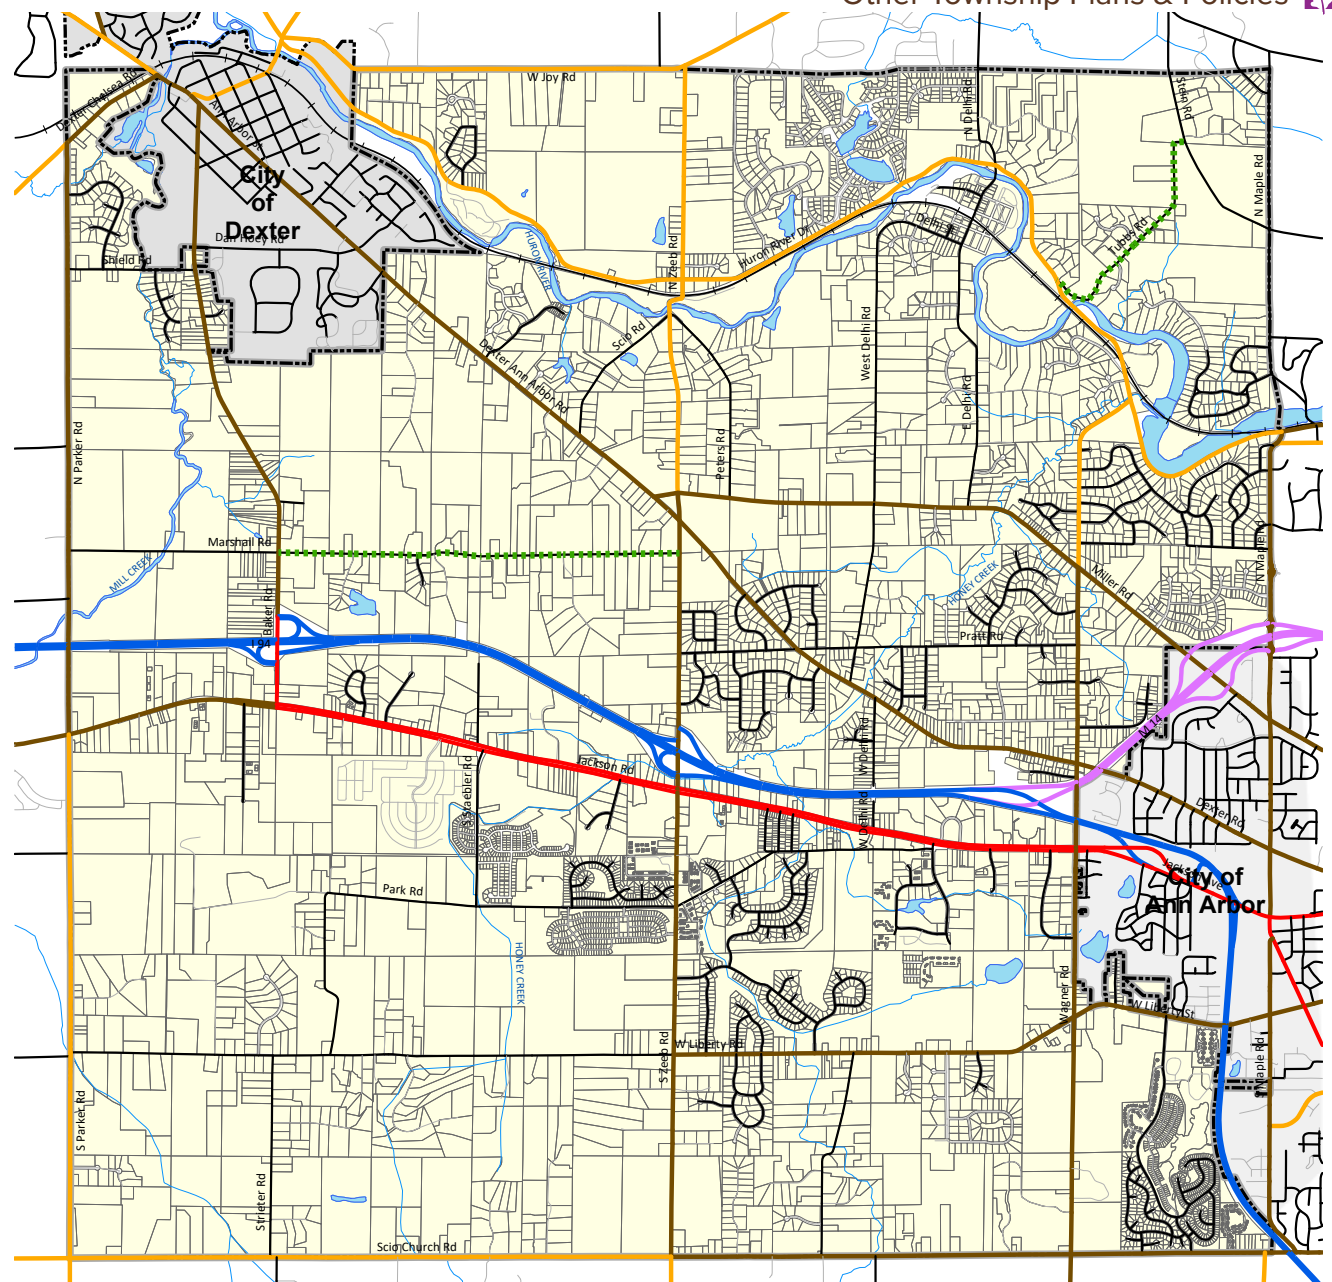 Other Township Plans & Policies
W Joy Rd
Dexter Chelsea Rd
Ann Arbor St
N Delhi Rd
Stein Rd
N Maple Rd
City
of
Dexter
Dan Hoey Rd
Shield Rd
HURON RIVER
N Zeeb Rd
Huron River Dr
Delhi
Tubbs Rd
Scio Rd
Dexter Ann Arbor Rd
West Delhi Rd
E Delhi Rd
N Parker Rd
Peters Rd
Marshall Rd
MILL CREEK
Baker Rd
I 94
HONEY CREEK
Miller Rd
N Maple Rd
Pratt Rd
M 14
W Delhi Rd
Jackson Rd
S Staebler Rd
W Delhi Rd
Dexter Rd
City of
Ann Arbor
Park Rd
HONEY CREEK
Wagner Rd
W Liberty St
W Liberty Rd
S Zeeb Rd
S Maple Rd
S Parker Rd
Strieter Rd
Scio Church Rd